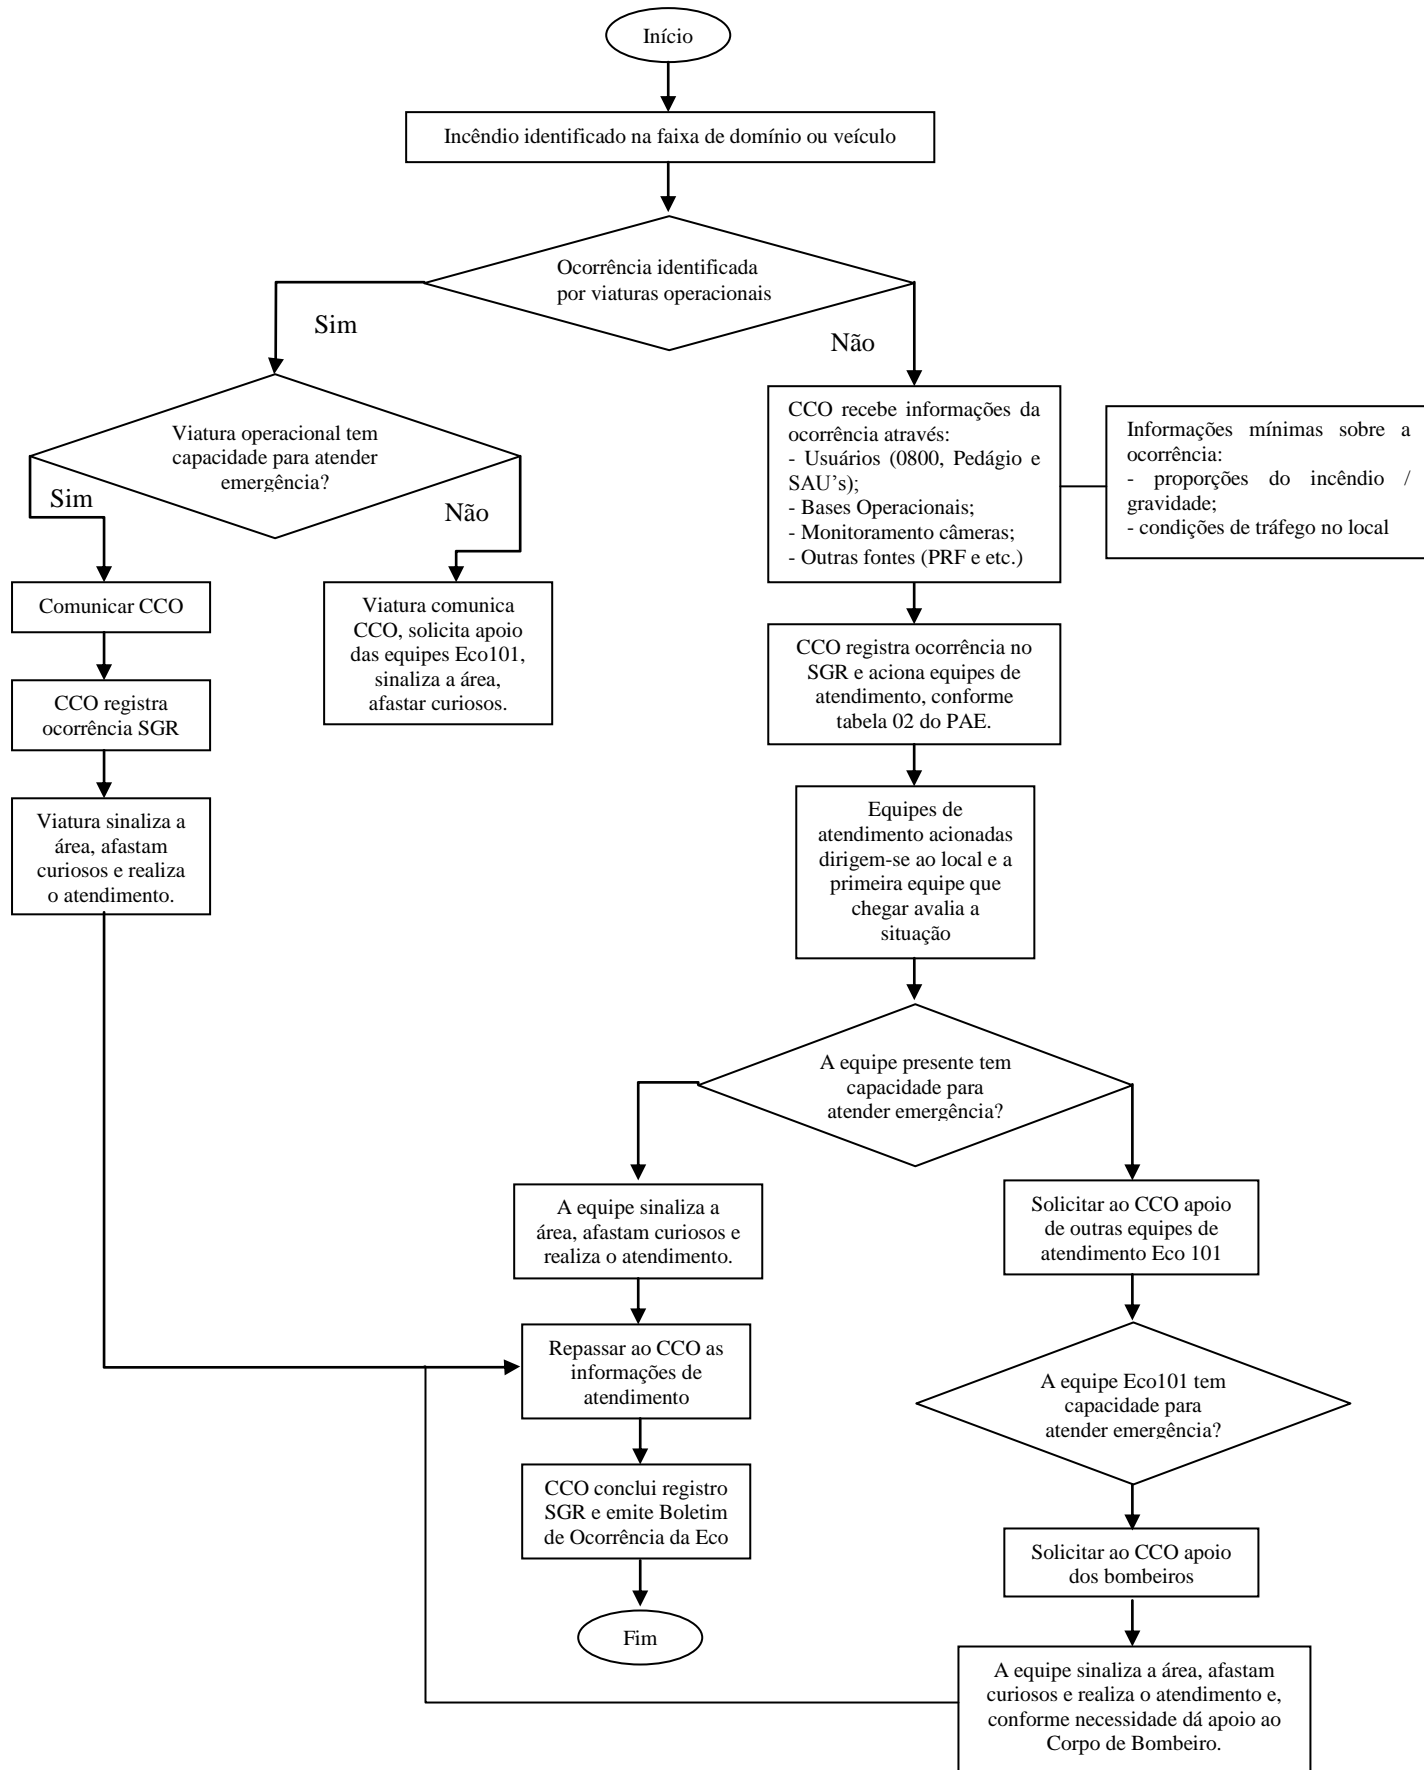 Início
Incêndio identificado na faixa de domínio ou veículo
Ocorrência identificada
por viaturas operacionais
Sim
Não
Viatura operacional tem
capacidade para atender
emergência?
Sim
Não
CCO recebe informações da
ocorrência através:
- Usuários (0800, Pedágio e
SAU's);
- Bases Operacionais;
- Monitoramento câmeras;
- Outras fontes (PRF e etc.)
Informações mínimas sobre a
ocorrência:
- proporções do incêndio /
gravidade;
- condições de tráfego no local
Comunicar CCO
Viatura comunica
CCO, solicita apoio
das equipes Eco101,
sinaliza a área,
afastar curiosos.
CCO registra
ocorrência SGR
CCO registra ocorrência no
SGR e aciona equipes de
atendimento, conforme
tabela 02 do PAE.
Viatura sinaliza a
área, afastam
curiosos e realiza
o atendimento.
Equipes de
atendimento acionadas
dirigem-se ao local e a
primeira equipe que
chegar avalia a
situação
A equipe presente tem
capacidade para
atender emergência?
A equipe sinaliza a
área, afastam curiosos e
realiza o atendimento.
Solicitar ao CCO apoio
de outras equipes de
atendimento Eco 101
Repassar ao CCO as
informações de
atendimento
A equipe Eco101 tem
capacidade para
atender emergência?
CCO conclui registro
SGR e emite Boletim
de Ocorrência da Eco
Solicitar ao CCO apoio
dos bombeiros
Fim
A equipe sinaliza a área, afastam
curiosos e realiza o atendimento e,
conforme necessidade dá apoio ao
Corpo de Bombeiro.